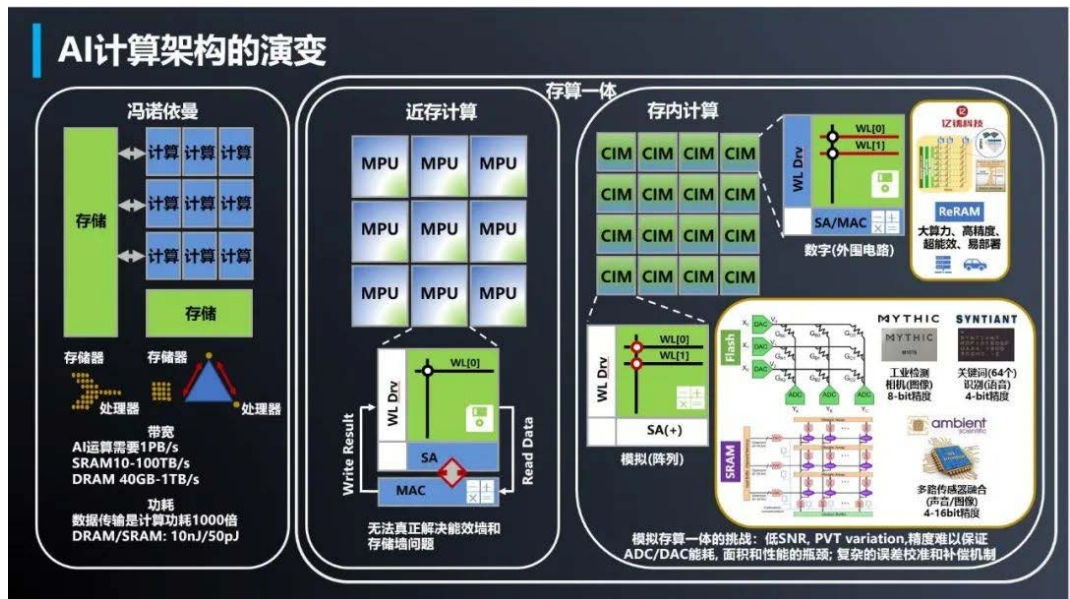 AI计算架构的演变
存算一体
冯诺依曼
存储
计算 计算 计算
计算 计算 计算
计算 计算 计算
存储
存储器
处理器
存储器
处理器
带宽
AI运算需要1PB/s
SRAM10-100TB/s
DRAM 40GB-1TB/s
功耗
数据传输是计算功耗1000倍
DRAM/SRAM: 10nJ/50pJ
近存计算
MPU MPU MPU
MPU MPU MPU
MPU MPU MPU
WL Drv
WL[0]
SA
MAC
Write Result
Read Data
无法真正解决能效墙和
存储墙问题
存内计算
CIM CIM CIM CIM
CIM CIM CIM CIM
CIM CIM CIM CIM
CIM CIM CIM CIM
WL Drv
WL[0]
WL[1]
SA/MAC
数字(外围电路)
亿铸科技
ReRAM
大算力、高精度、
超能效、易部署
WL Drv
WL[0]
WL[1]
SA(+)
模拟(阵列)
Flash
DAC
DAC
DAC
ADC ADC ADC
MYTHIC
MYTHIC
工业检测
相机(图像)
8-bit精度
SYNTIANT
SYNTIANT
关键词(64个)
识别(语音)
4-bit精度
SRAM
ambient
scientific
多路传感器融合
(声音/图像)
4-16bit精度
模拟存算一体的挑战：低SNR, PVT variation,精度难以保证
ADC/DAC能耗, 面积和性能的瓶颈; 复杂的误差校准和补偿机制